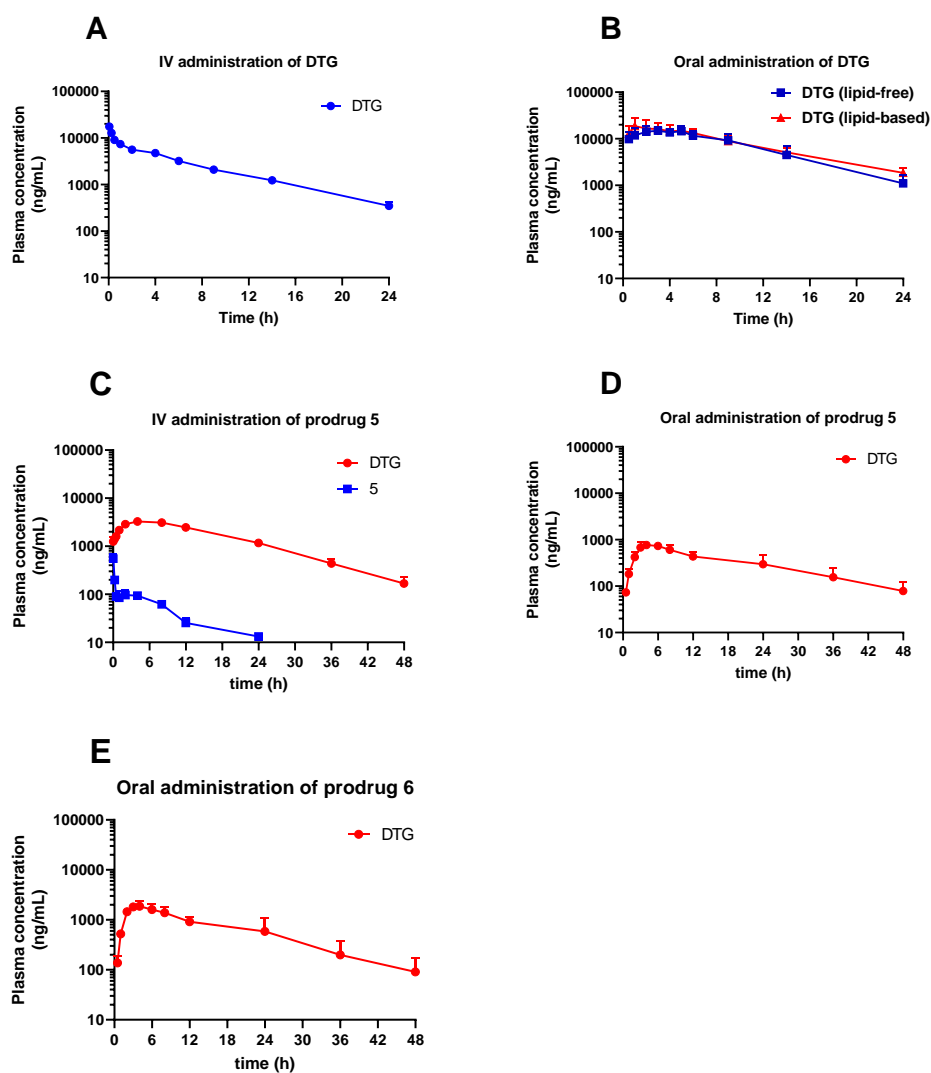 A
IV administration of DTG
DTG
Plasma concentration
(ng/mL)
100000
10000
1000
100
10
0 4 8 12 16 20 24
Time (h)
B
Oral administration of DTG
DTG (lipid-free)
DTG (lipid-based)
Plasma concentration
(ng/mL)
100000
10000
1000
100
10
0 4 8 12 16 20 24
Time (h)
C
IV administration of prodrug 5
DTG
5
Plasma concentration
(ng/mL)
100000
10000
1000
100
10
0 6 12 18 24 30 36 42 48
time (h)
D
Oral administration of prodrug 5
DTG
Plasma concentration
(ng/mL)
100000
10000
1000
100
10
0 6 12 18 24 30 36 42 48
time (h)
E
Oral administration of prodrug 6
DTG
Plasma concentration
(ng/mL)
100000
10000
1000
100
10
0 6 12 18 24 30 36 42 48
time (h)